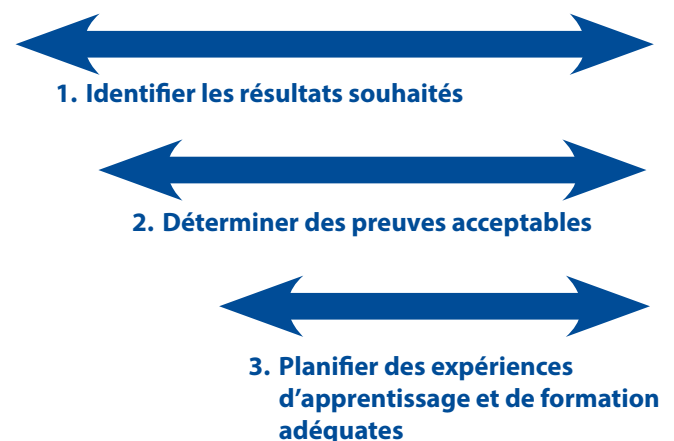 1. Identifier les résultats souhaités
2. Déterminer des preuves acceptables
3. Planifier des expériences
d’apprentissage et de formation
adéquates